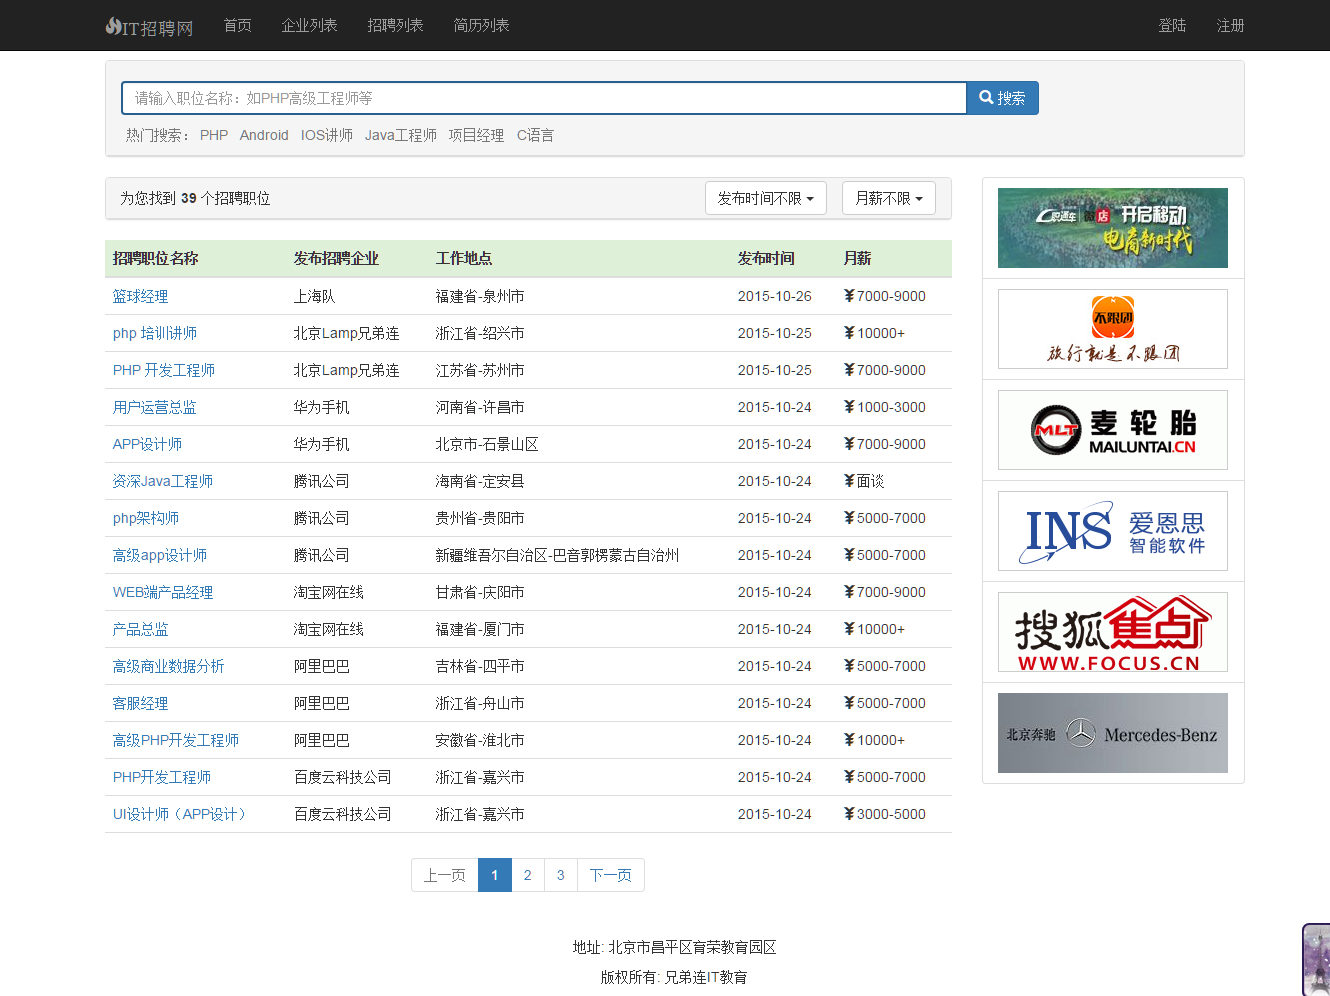 IT招聘网 首页 企业列表 招聘列表 简历列表 登陆 注册
请输入职位名称：如PHP高级工程师等 搜索
热门搜索： PHP Android IOS讲师 Java工程师 项目经理 C语言
为您找到 39 个招聘职位 发布时间不限 月薪不限
招聘职位名称 发布招聘企业 工作地点 发布时间 月薪
篮球经理 上海队 福建省-泉州市 2015-10-26 ¥7000-9000
php 培训讲师 北京Lamp兄弟连 浙江省-绍兴市 2015-10-25 ¥10000+
PHP 开发工程师 北京Lamp兄弟连 江苏省-苏州市 2015-10-25 ¥7000-9000
用户运营总监 华为手机 河南省-许昌市 2015-10-24 ¥1000-3000
APP设计师 华为手机 北京市-石景山区 2015-10-24 ¥7000-9000
资深Java工程师 腾讯公司 海南省-定安县 2015-10-24 ¥面谈
php架构师 腾讯公司 贵州省-贵阳市 2015-10-24 ¥5000-7000
高级app设计师 腾讯公司 新疆维吾尔自治区-巴音郭楞蒙古自治州 2015-10-24 ¥5000-7000
WEB端产品经理 淘宝网在线 甘肃省-庆阳市 2015-10-24 ¥7000-9000
产品总监 淘宝网在线 福建省-厦门市 2015-10-24 ¥10000+
高级商业数据分析 阿里巴巴 吉林省-四平市 2015-10-24 ¥5000-7000
客服经理 阿里巴巴 浙江省-舟山市 2015-10-24 ¥5000-7000
高级PHP开发工程师 阿里巴巴 安徽省-淮北市 2015-10-24 ¥10000+
PHP开发工程师 百度云科技公司 浙江省-嘉兴市 2015-10-24 ¥5000-7000
UI设计师（APP设计） 百度云科技公司 浙江省-嘉兴市 2015-10-24 ¥3000-5000
上一页 1 2 3 下一页
职通车 微店 开启移动
电商新时代
不跟团
旅行就是不跟团
MLT 麦轮胎
MAILUNTAI.CN
INS 爱恩思
智能软件
搜狐焦点
WWW.FOCUS.CN
北京奔驰 Mercedes-Benz
地址: 北京市昌平区育荣教育园区
版权所有: 兄弟连IT教育